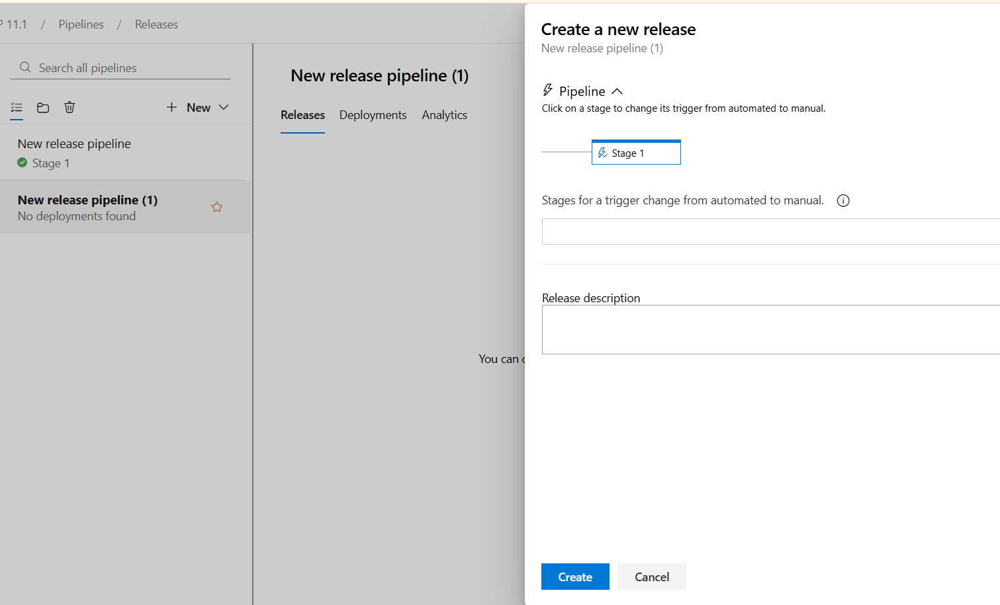 11.1 / Pipelines / Releases
Search all pipelines
New
New release pipeline
Stage 1
New release pipeline (1)
No deployments found
New release pipeline (1)
Releases Deployments Analytics
You can
Create a new release
New release pipeline (1)
Pipeline
Click on a stage to change its trigger from automated to manual.
Stage 1
Stages for a trigger change from automated to manual.
Release description
Create Cancel